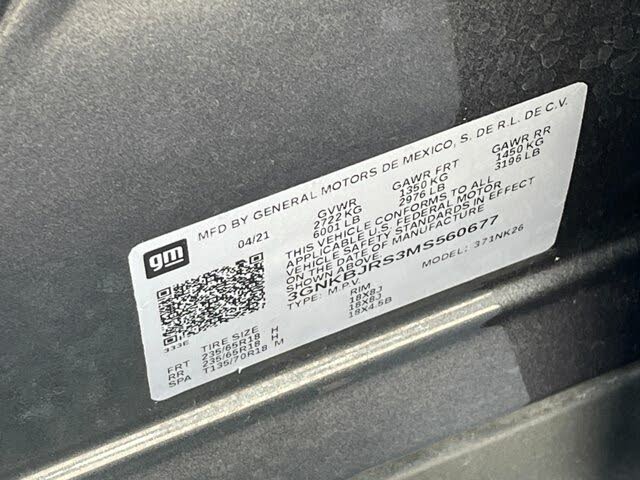 gm
MFD BY GENERAL MOTORS DE MEXICO, S. DE R.L. DE C.V.
04/21 GVWR GAWR FRT GAWR RR
2722 KG 1350 KG 1450 KG
6001 LB 2976 LB 3196 LB
THIS VEHICLE CONFORMS TO ALL
APPLICABLE U.S. FEDERAL MOTOR
VEHICLE SAFETY STANDARDS IN EFFECT
ON THE DATE OF MANUFACTURE
SHOWN ABOVE
3GNKBJRS3MS560677
TYPE: M.P.V. MODEL: 371NK26
333E
TIRE SIZE RIM
FRT 235/65R18 H 18X8J
RR 235/65R18 H 18X8J
SPA T135/70R18 M 18X4.5B